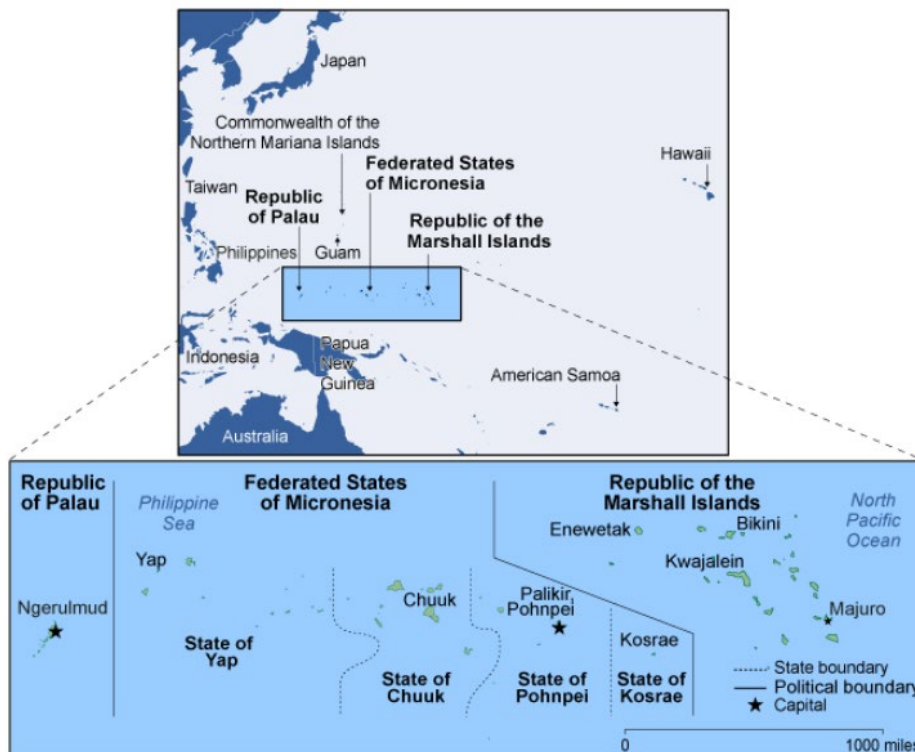 Japan
Commonwealth of the
Northern Mariana Islands
Hawaii
Federated States
of Micronesia
Taiwan
Republic
of Palau
Republic of the
Marshall Islands
Philippines
Guam
Indonesia
Papua
New
Guinea
American Samoa
Australia
Republic
of Palau
Federated States
of Micronesia
Republic of the
Marshall Islands
Philippine
Sea
North
Pacific
Ocean
Enewetak
Bikini
Yap
Kwajalein
Chuuk
Palikir,
Pohnpei
Ngerulmud
Majuro
State of
Yap
Kosrae
State of
Chuuk
State of
Pohnpei
State of
Kosrae
State boundary
Political boundary
Capital
0
1000 miles